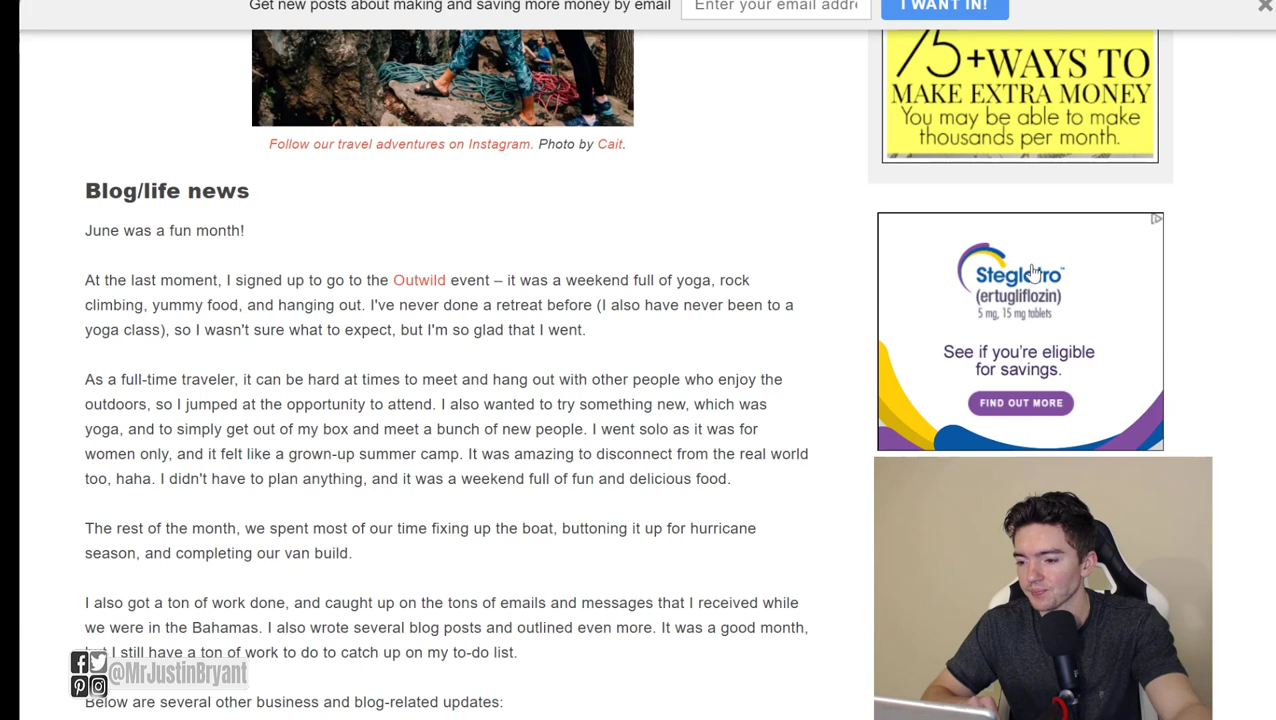 Get new posts about making and saving more money by email
Enter your email addre
I WANT IN!
75+WAYS TO
MAKE EXTRA MONEY
You may be able to make
thousands per month.
Follow our travel adventures on Instagram. Photo by Cait.
Blog/life news
June was a fun month!
At the last moment, I signed up to go to the Outwild event – it was a weekend full of yoga, rock
climbing, yummy food, and hanging out. I've never done a retreat before (I also have never been to a
yoga class), so I wasn't sure what to expect, but I'm so glad that I went.
As a full-time traveler, it can be hard at times to meet and hang out with other people who enjoy the
outdoors, so I jumped at the opportunity to attend. I also wanted to try something new, which was
yoga, and to simply get out of my box and meet a bunch of new people. I went solo as it was for
women only, and it felt like a grown-up summer camp. It was amazing to disconnect from the real world
too, haha. I didn't have to plan anything, and it was a weekend full of fun and delicious food.
The rest of the month, we spent most of our time fixing up the boat, buttoning it up for hurricane
season, and completing our van build.
I also got a ton of work done, and caught up on the tons of emails and messages that I received while
we were in the Bahamas. I also wrote several blog posts and outlined even more. It was a good month,
but I still have a ton of work to do to catch up on my to-do list.
Below are several other business and blog-related updates:
Steglatro™
(ertugliflozin)
5 mg, 15 mg tablets
See if you're eligible
for savings.
FIND OUT MORE
@MrJustinBryant